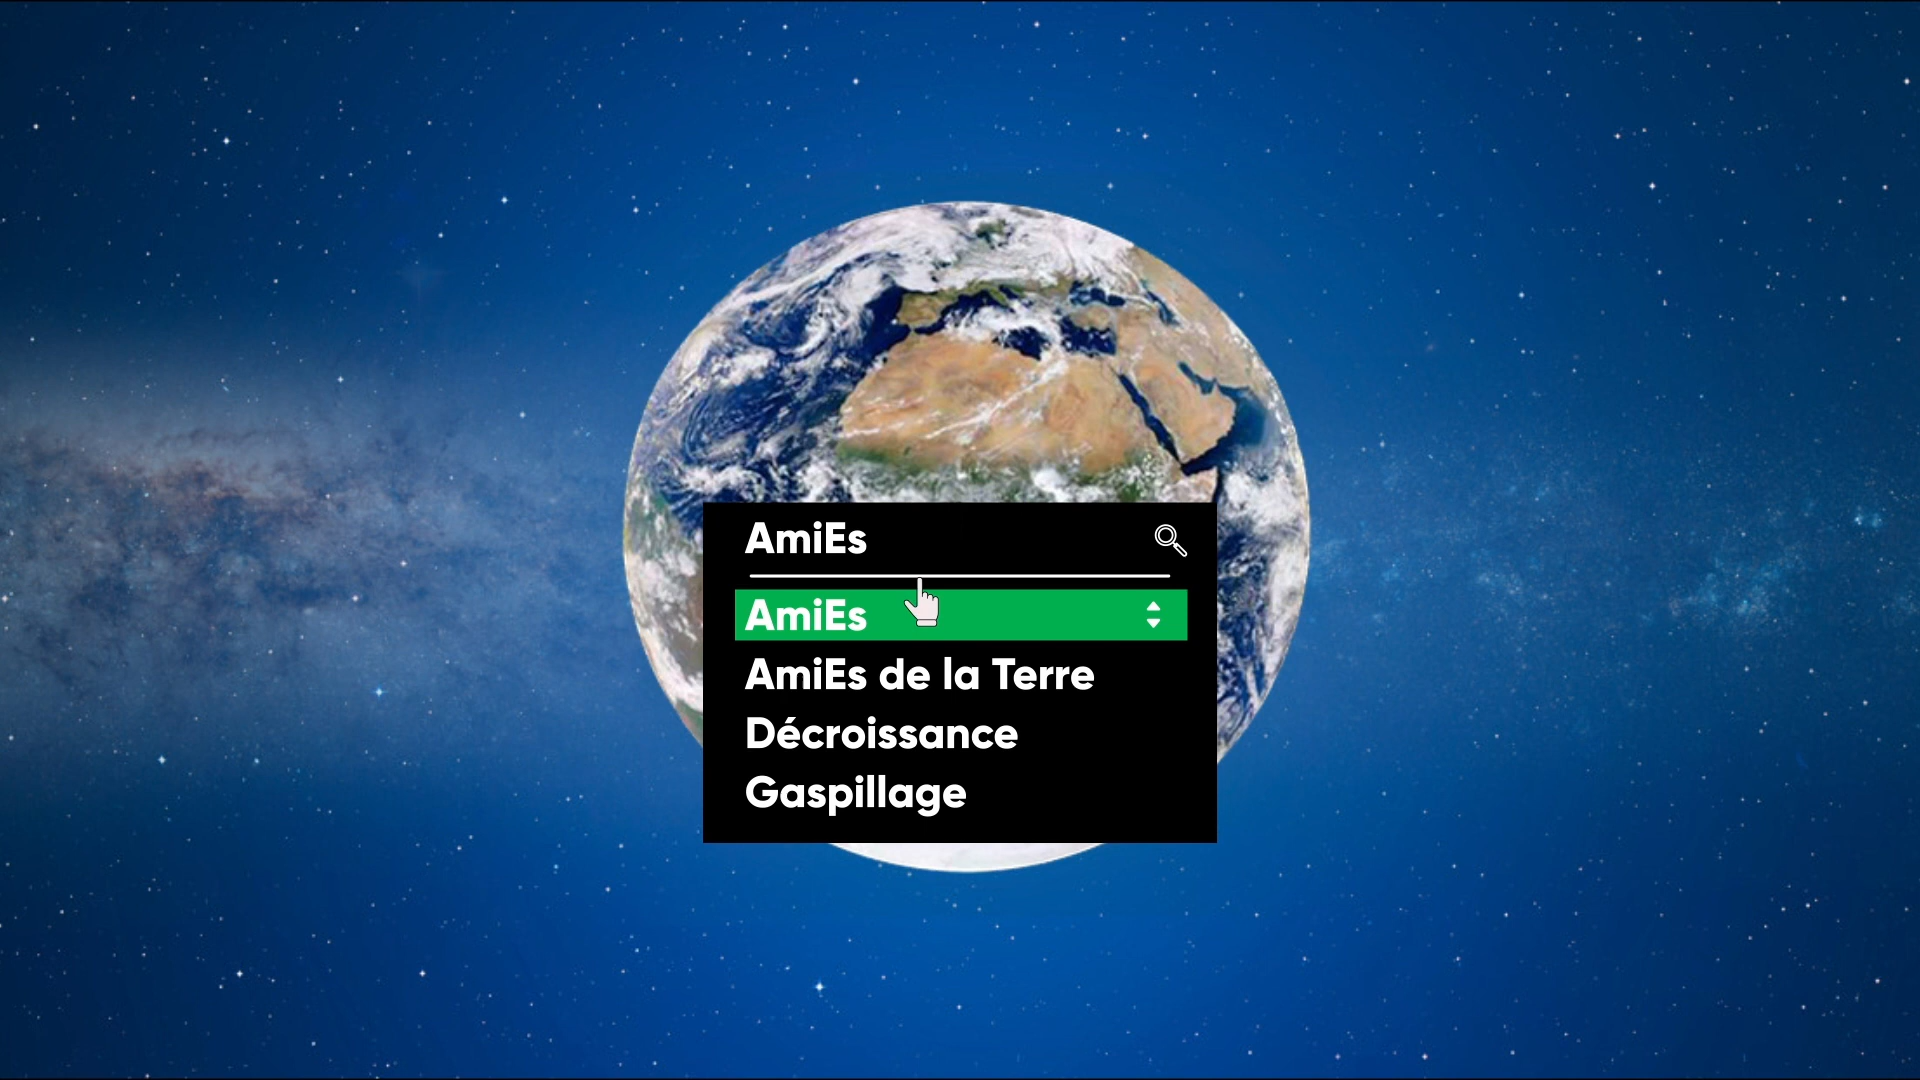 AmiEs
AmiEs
AmiEs de la Terre
Décroissance
Gaspillage